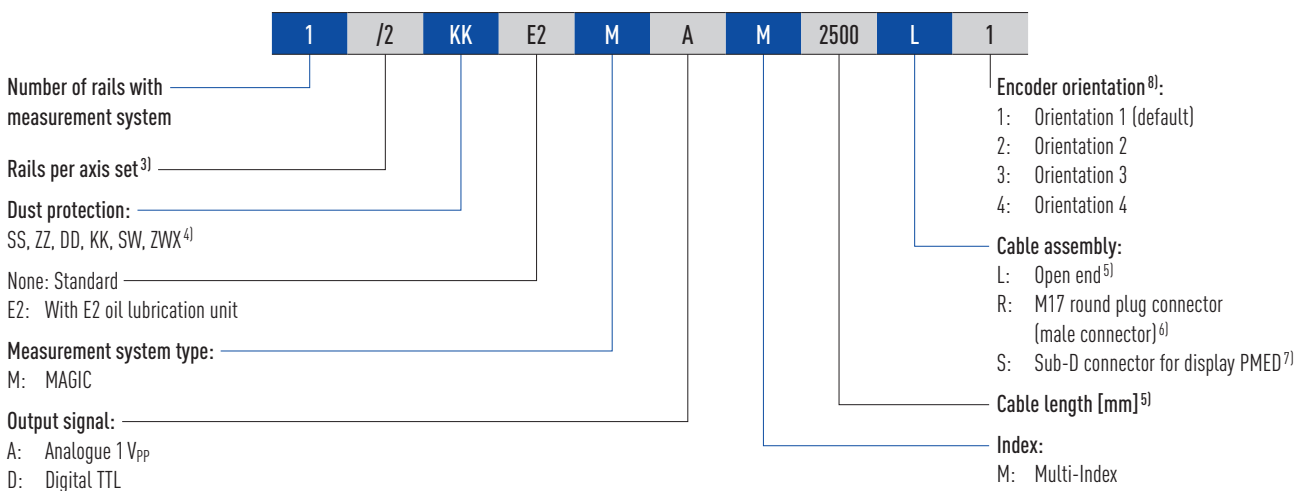 1 /2 KK E2 M A M 2500 L 1
Number of rails with
measurement system
Rails per axis set 3)
Dust protection:
SS, ZZ, DD, KK, SW, ZWX 4)
None: Standard
E2: With E2 oil lubrication unit
Measurement system type:
M: MAGIC
Output signal:
A: Analogue 1 VPP
D: Digital TTL
Encoder orientation 8):
1: Orientation 1 (default)
2: Orientation 2
3: Orientation 3
4: Orientation 4
Cable assembly:
L: Open end 5)
R: M17 round plug connector
(male connector) 6)
S: Sub-D connector for display PMED 7)
Cable length [mm] 5)
Index:
M: Multi-Index